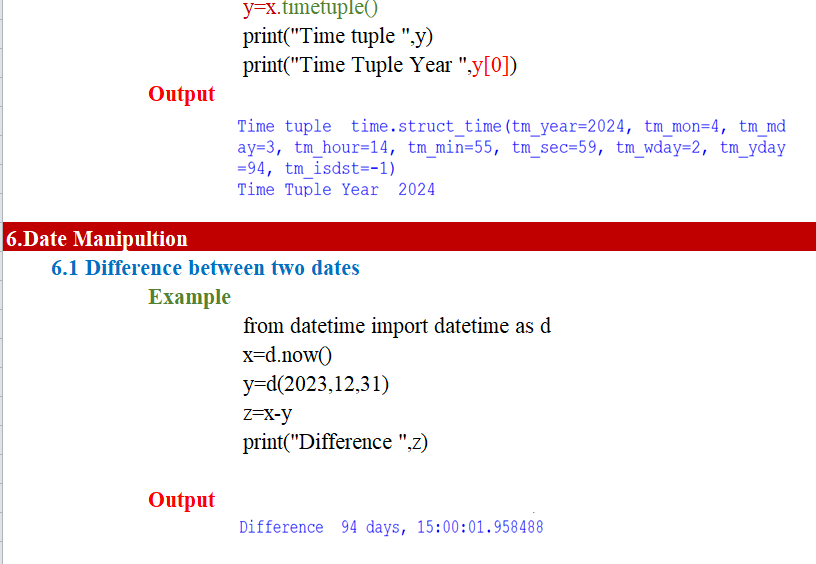 y=x.timetuple()
print("Time tuple ",y)
print("Time Tuple Year ",y[0])
Output
Time tuple  time.struct_time(tm_year=2024, tm_mon=4, tm_md
ay=3, tm_hour=14, tm_min=55, tm_sec=59, tm_wday=2, tm_yday
=94, tm_isdst=-1)
Time Tuple Year  2024
6.Date Manipultion
6.1 Difference between two dates
Example
from datetime import datetime as d
x=d.now()
y=d(2023,12,31)
z=x-y
print("Difference ",z)
Output
Difference  94 days, 15:00:01.958488